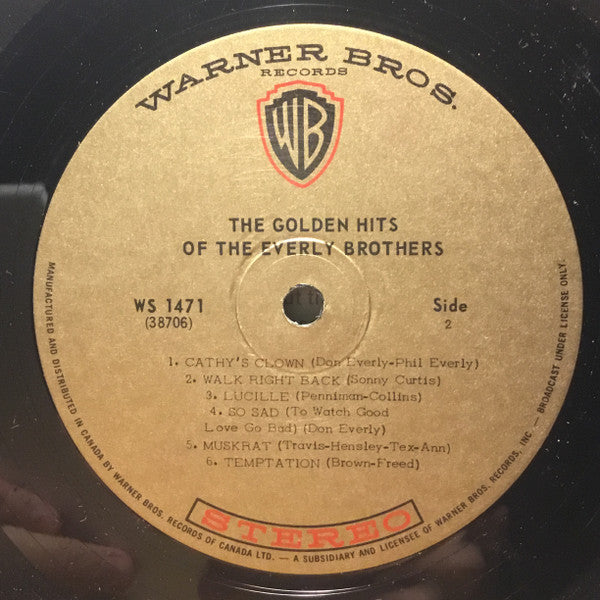 WARNER BROS.
RECORDS
WB
THE GOLDEN HITS
OF THE EVERLY BROTHERS
WS 1471
(38706)
Side
2
1. CATHY'S CLOWN (Don Everly-Phil Everly)
2. WALK RIGHT BACK (Sonny Curtis)
3. LUCILLE (Penniman-Collins)
4. SO SAD (To Watch Good
Love Go Bad) (Don Everly)
5. MUSKRAT (Travis-Hensley-Tex-Ann)
6. TEMPTATION (Brown-Freed)
STEREO
MANUFACTURED AND DISTRIBUTED IN CANADA BY WARNER BROS. RECORDS OF CANADA LTD. — A SUBSIDIARY AND LICENSEE OF WARNER BROS. RECORDS, INC. — BROADCAST UNDER LICENSE ONLY.